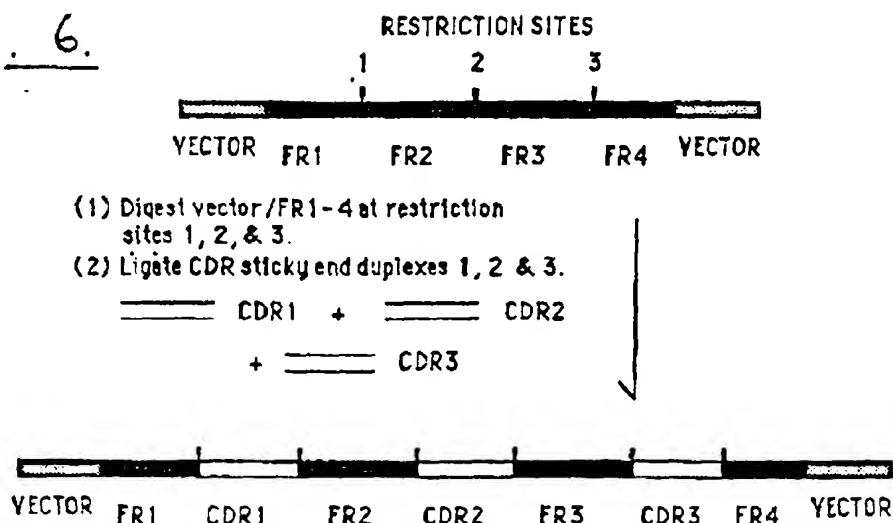 . 6.
RESTRICTION SITES
1 2 3
VECTOR FR1 FR2 FR3 FR4 VECTOR
(1) Digest vector/FR1-4 at restriction
sites 1, 2, & 3.
(2) Ligate CDR sticky end duplexes 1, 2 & 3.
CDR1 + CDR2
+ CDR3
VECTOR FR1 CDR1 FR2 CDR2 FR3 CDR3 FR4 VECTOR